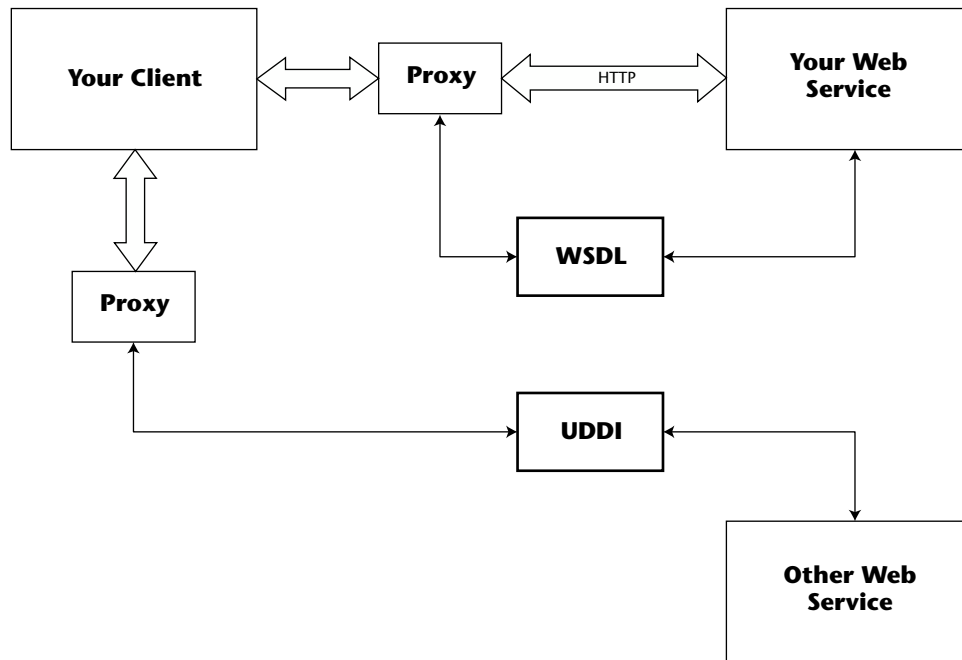 Your Client
Proxy
HTTP
Your Web
Service
WSDL
Proxy
UDDI
Other Web
Service